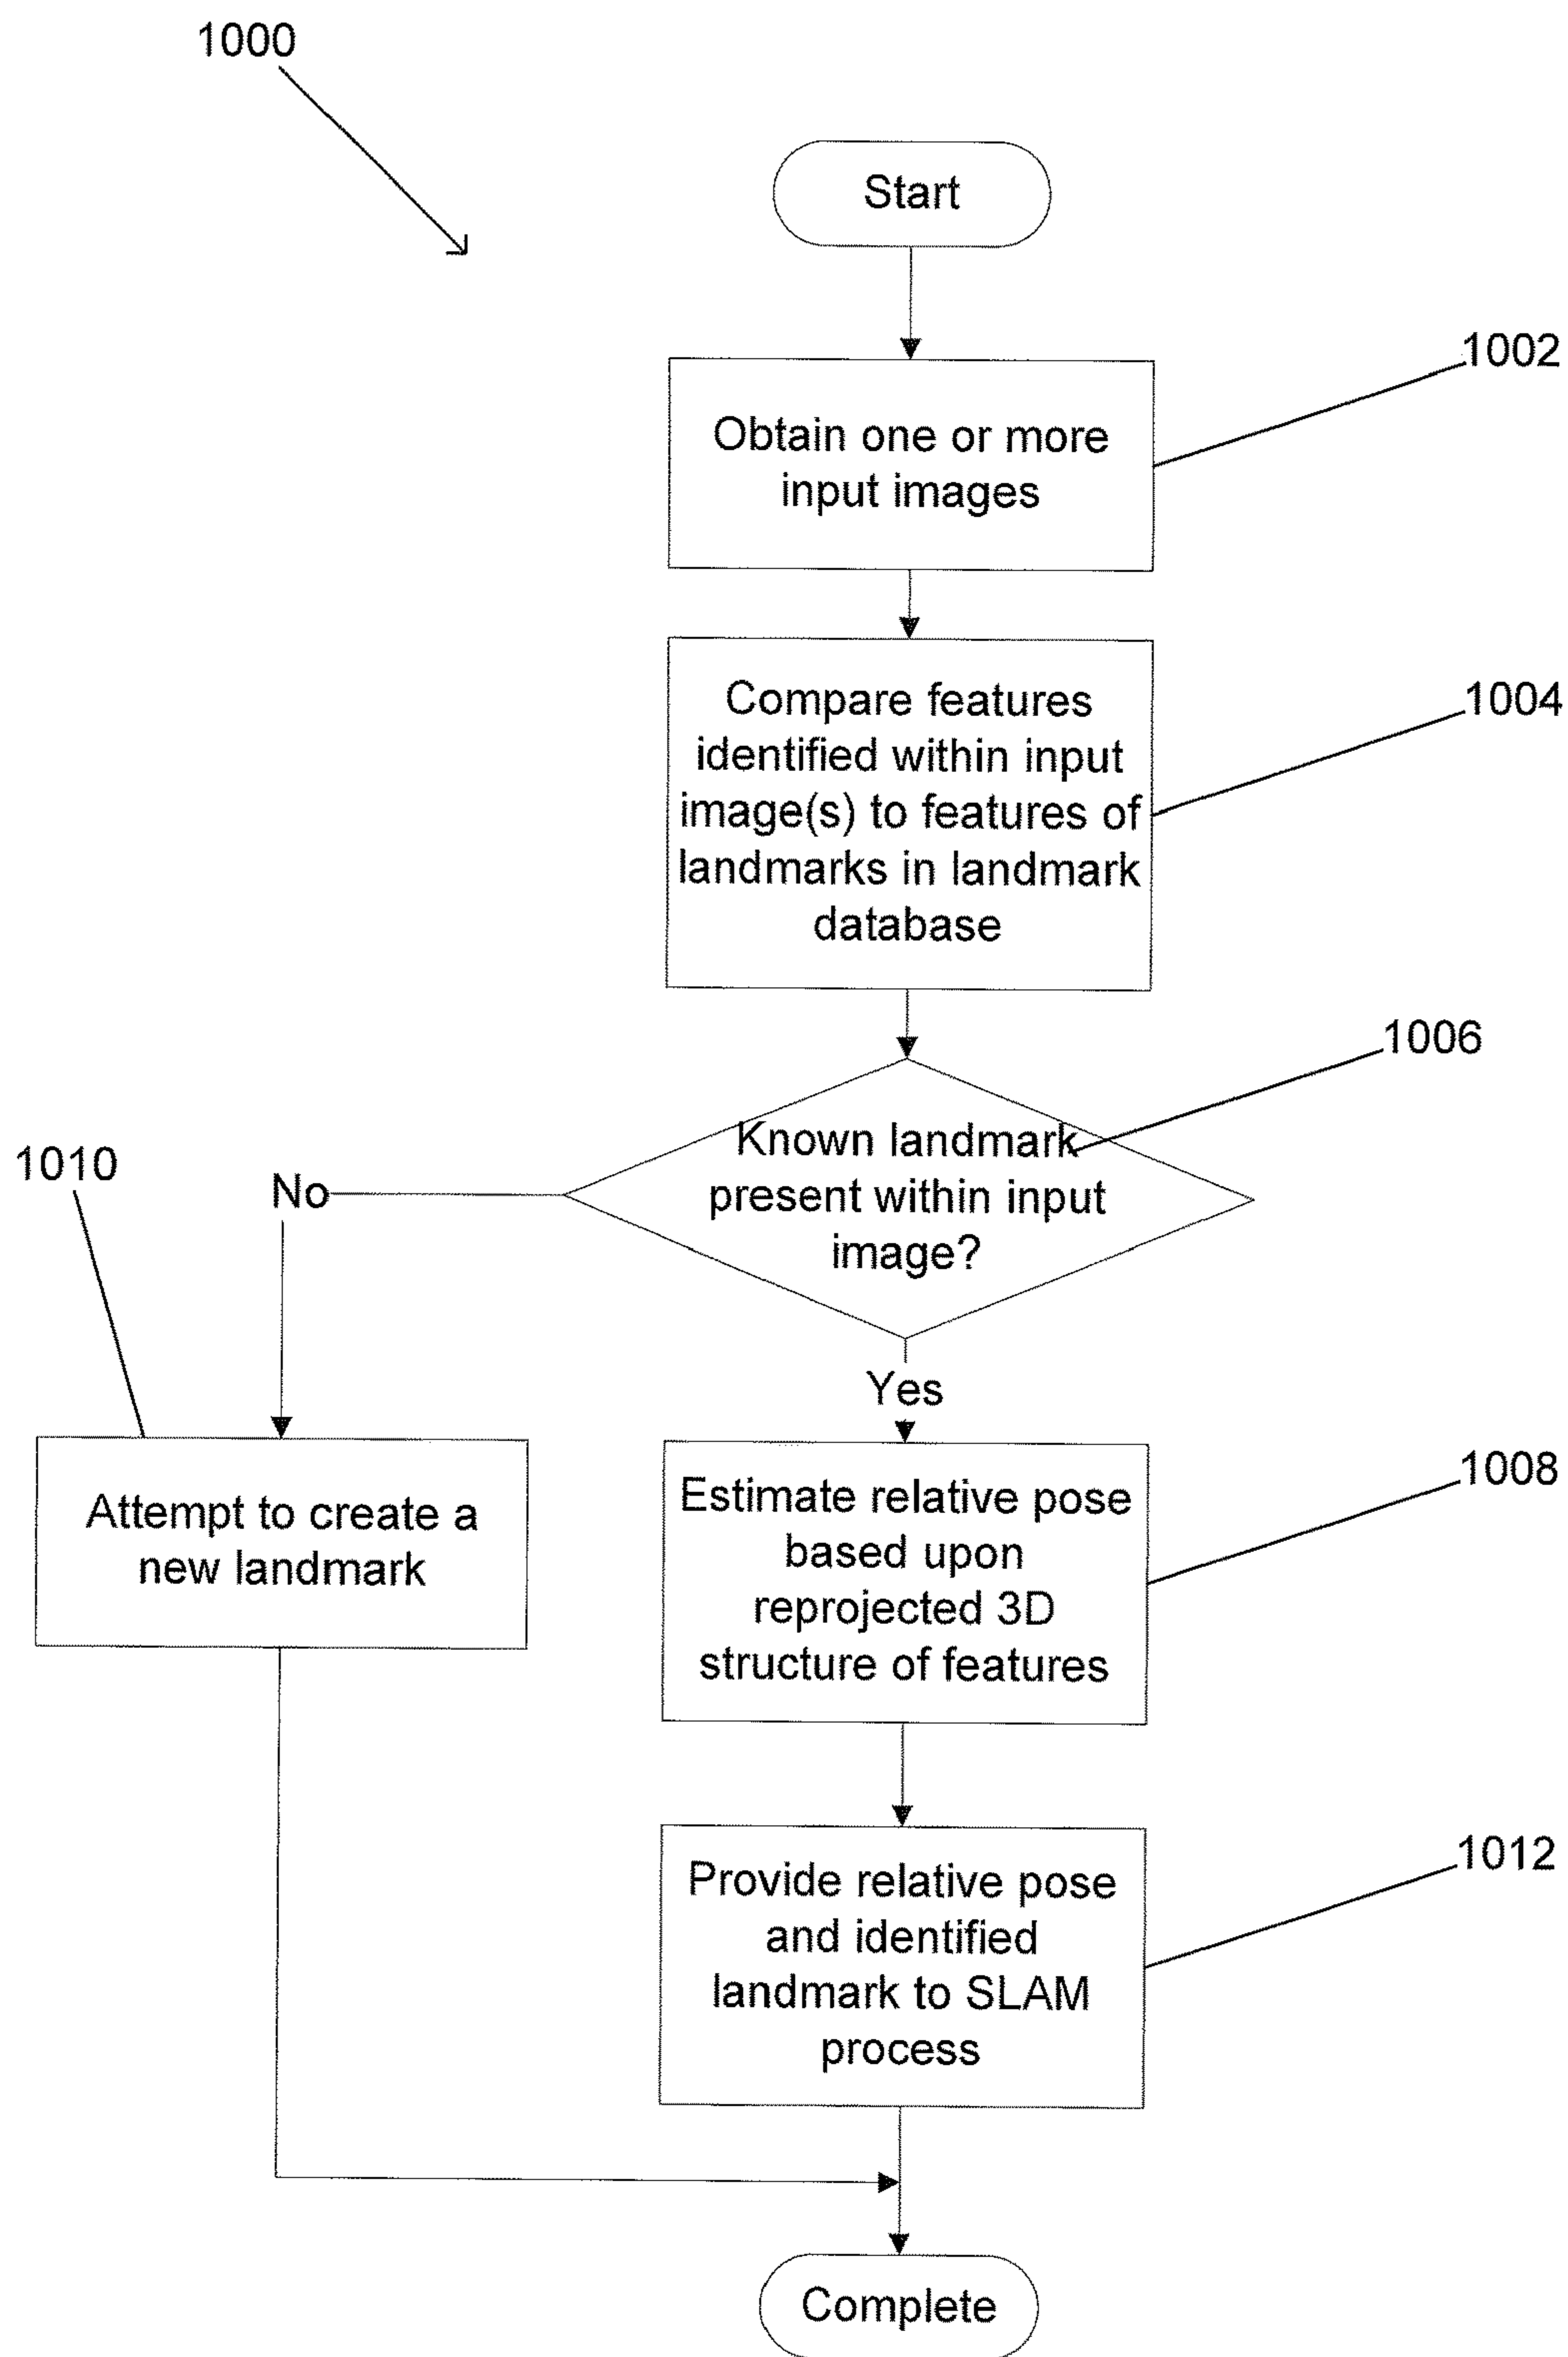 1000
Start
1002
Obtain one or more
input images
1004
Compare features
identified within input
image(s) to features of
landmarks in landmark
database
1006
Known landmark
present within input
image?
1010
No
Yes
Attempt to create a
new landmark
1008
Estimate relative pose
based upon
reprojected 3D
structure of features
1012
Provide relative pose
and identified
landmark to SLAM
process
Complete